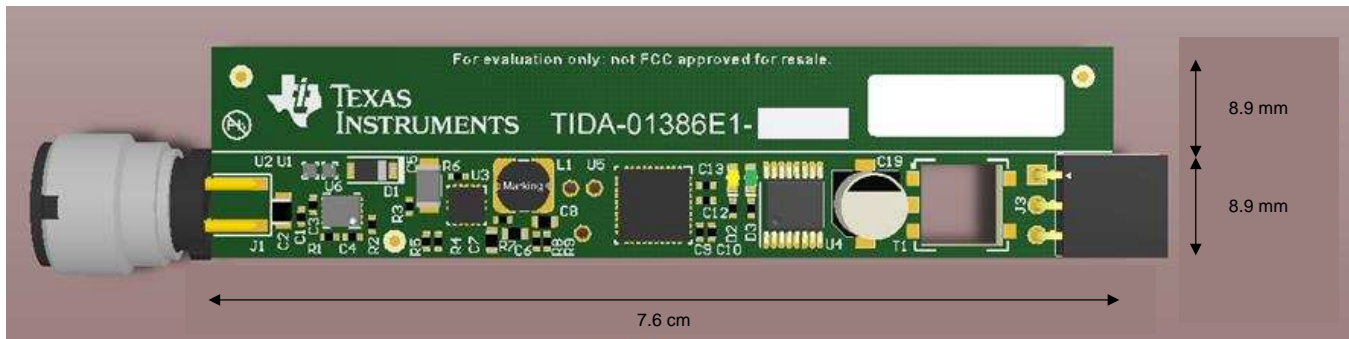 For evaluation only; not FCC approved for resale.
TEXAS
INSTRUMENTS
TIDA-01386E1-
Pb
8.9 mm
U2 U1
D1
C5
R6
U3
L1
U5
C13
C19
Marking
U6
J1
C2
C1
C3
R1
C4
R2
R3
R5
R4
C7
R7
C6
C8
R8
R9
C12
C9
C10
D2
D3
U4
T1
J3
8.9 mm
7.6 cm